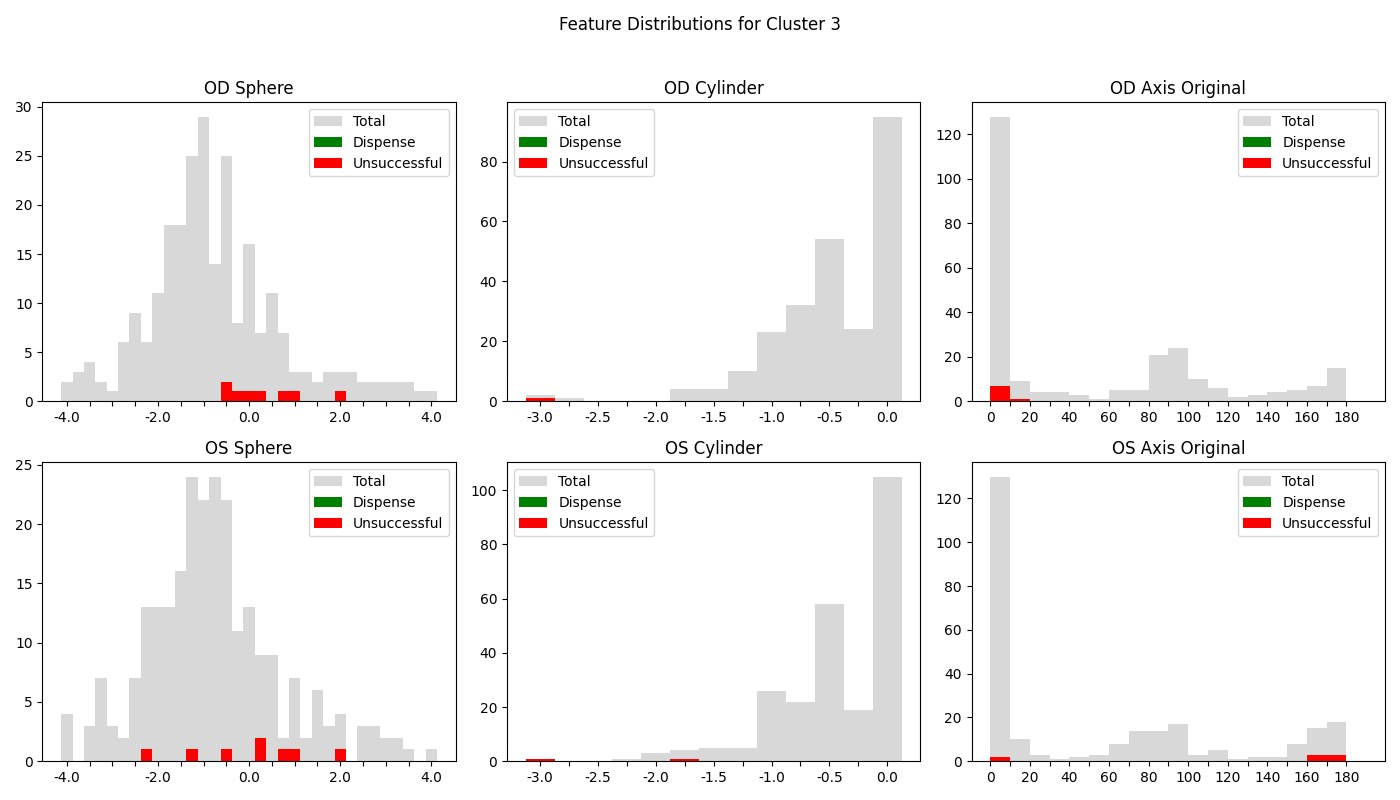 Feature Distributions for Cluster 3
OD Sphere
Total
Dispense
Unsuccessful
30
25
20
15
10
5
0
-4.0 -2.0 0.0 2.0 4.0
OD Cylinder
Total
Dispense
Unsuccessful
80
60
40
20
0
-3.0 -2.5 -2.0 -1.5 -1.0 -0.5 0.0
OD Axis Original
Total
Dispense
Unsuccessful
120
100
80
60
40
20
0
0 20 40 60 80 100 120 140 160 180
OS Sphere
Total
Dispense
Unsuccessful
25
20
15
10
5
0
-4.0 -2.0 0.0 2.0 4.0
OS Cylinder
Total
Dispense
Unsuccessful
100
80
60
40
20
0
-3.0 -2.5 -2.0 -1.5 -1.0 -0.5 0.0
OS Axis Original
Total
Dispense
Unsuccessful
120
100
80
60
40
20
0
0 20 40 60 80 100 120 140 160 180